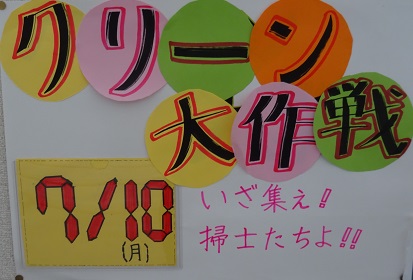 クリーン
大作戦
7/10
(月)
いざ集え!
掃士たちよ!!